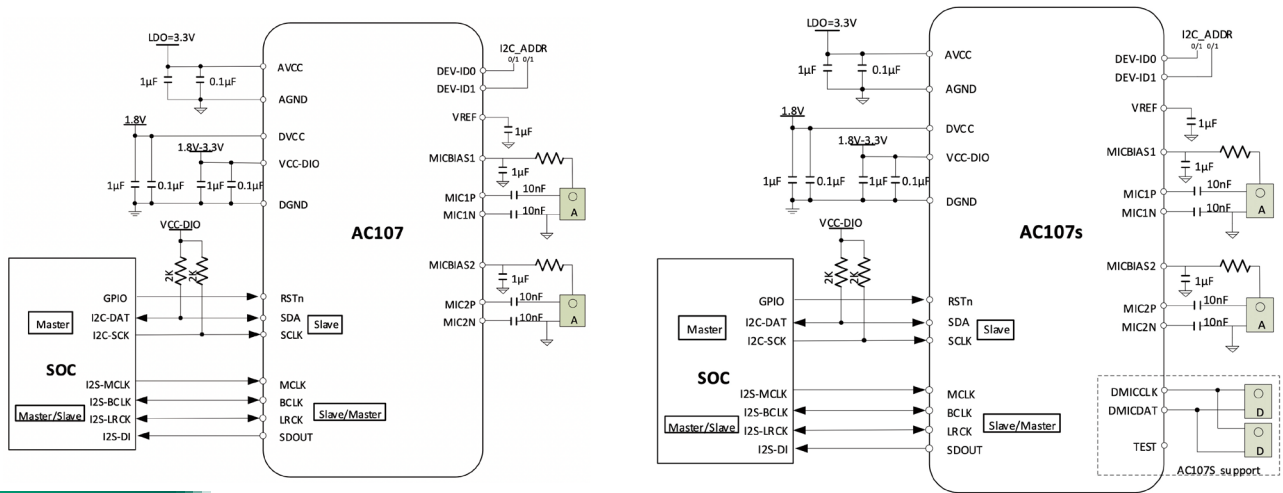 LDO=3.3V
1µF
0.1µF
1.8V
1.8V-3.3V
1µF
0.1µF
1µF
0.1µF
VCC-DIO
2K
2K
AVCC
AGND
DVCC
VCC-DIO
DGND
AC107
I2C_ADDR
0/1 0/1
DEV-ID0
DEV-ID1
VREF
1µF
MICBIAS1
1µF
MIC1P
10nF
MIC1N
10nF
A
MICBIAS2
1µF
MIC2P
10nF
MIC2N
10nF
A
SOC
Master
Master/Slave
GPIO
I2C-DAT
I2C-SCK
I2S-MCLK
I2S-BCLK
I2S-LRCK
I2S-DI
RSTn
SDA
SCLK
Slave
MCLK
BCLK
LRCK
SDOUT
Slave/Master
LDO=3.3V
1µF
0.1µF
1.8V
1.8V-3.3V
1µF
0.1µF
1µF
0.1µF
VCC-DIO
2K
2K
AVCC
AGND
DVCC
VCC-DIO
DGND
AC107s
I2C_ADDR
0/1 0/1
DEV-ID0
DEV-ID1
VREF
1µF
MICBIAS1
1µF
MIC1P
10nF
MIC1N
10nF
A
MICBIAS2
1µF
MIC2P
10nF
MIC2N
10nF
A
SOC
Master
Master/Slave
GPIO
I2C-DAT
I2C-SCK
I2S-MCLK
I2S-BCLK
I2S-LRCK
I2S-DI
RSTn
SDA
SCLK
Slave
MCLK
BCLK
LRCK
SDOUT
Slave/Master
DMICCLK
DMICDAT
TEST
D
D
AC107S support